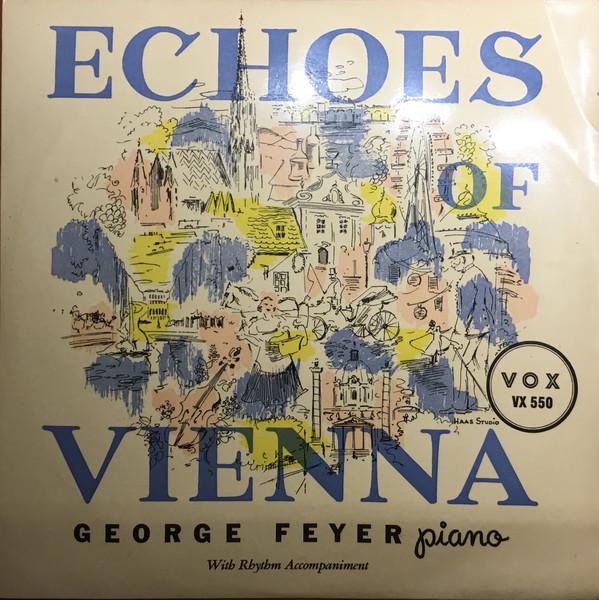 ECHOES
OF
VOX
VX 550
HAAS STUDIO
VIENNA
GEORGE FEYER piano
With Rhythm Accompaniment